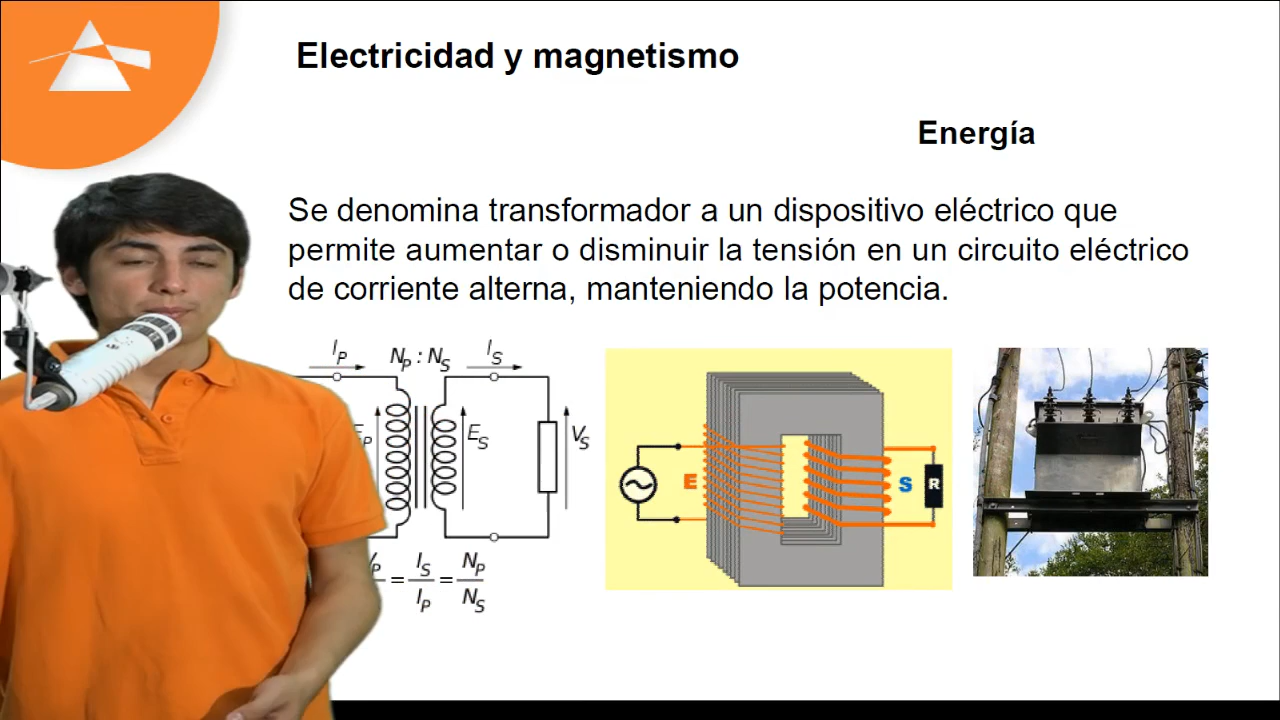 Electricidad y magnetismo
Energía
Se denomina transformador a un dispositivo eléctrico que
permite aumentar o disminuir la tensión en un circuito eléctrico
de corriente alterna, manteniendo la potencia.
I_P N_P : N_S I_S
E_P E_S V_S
E S R
V_P = I_S = N_P
I_P N_S